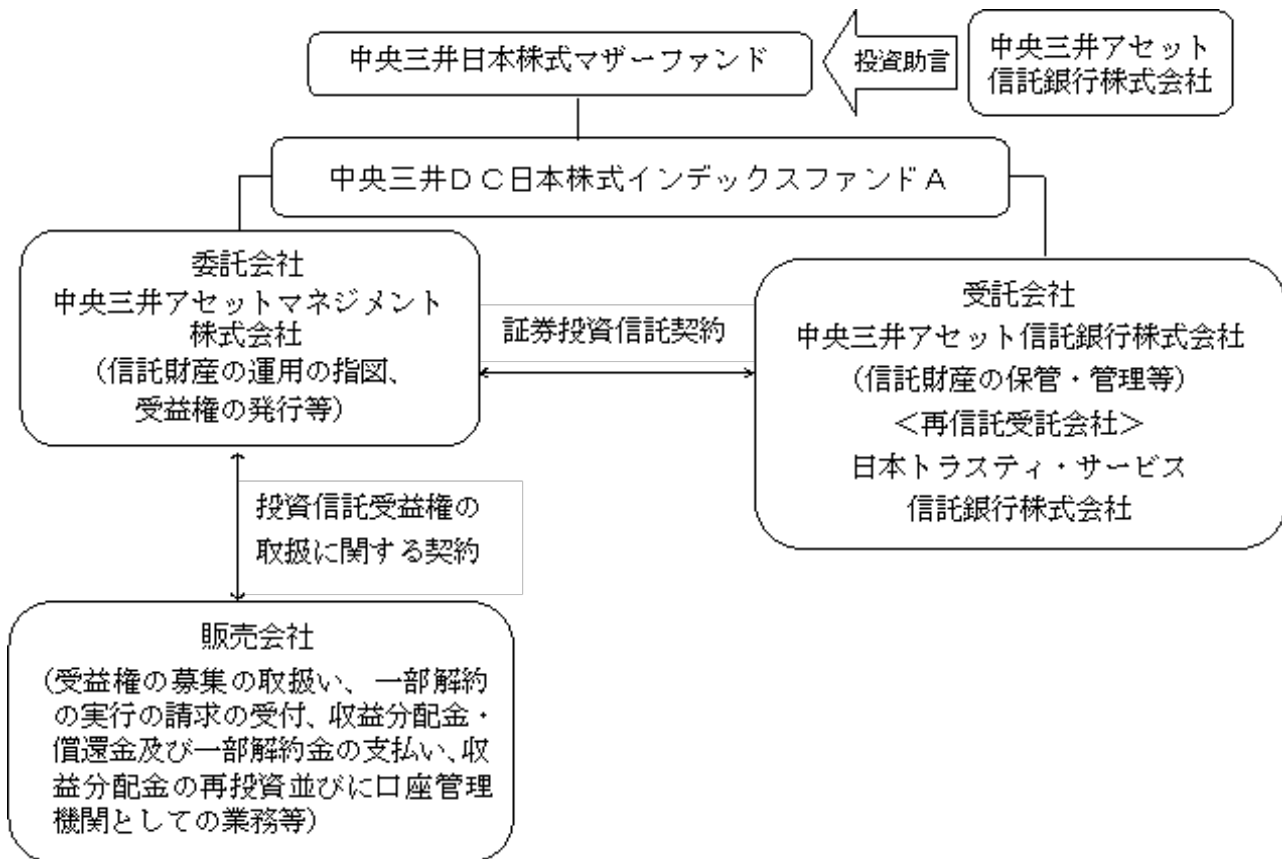 中央三井日本株式マザーファンド
投資助言
中央三井アセット
信託銀行株式会社
中央三井DC日本株式インデックスファンドA
委託会社
中央三井アセットマネジメント
株式会社
(信託財産の運用の指図、
受益権の発行等)
証券投資信託契約
受託会社
中央三井アセット信託銀行株式会社
(信託財産の保管・管理等)
<再信託受託会社>
日本トラスティ・サービス
信託銀行株式会社
投資信託受益権の
取扱に関する契約
販売会社
(受益権の募集の取扱い、一部解約
の実行の請求の受付、収益分配金・
償還金及び一部解約金の支払い、収
益分配金の再投資並びに口座管理
機関としての業務等)